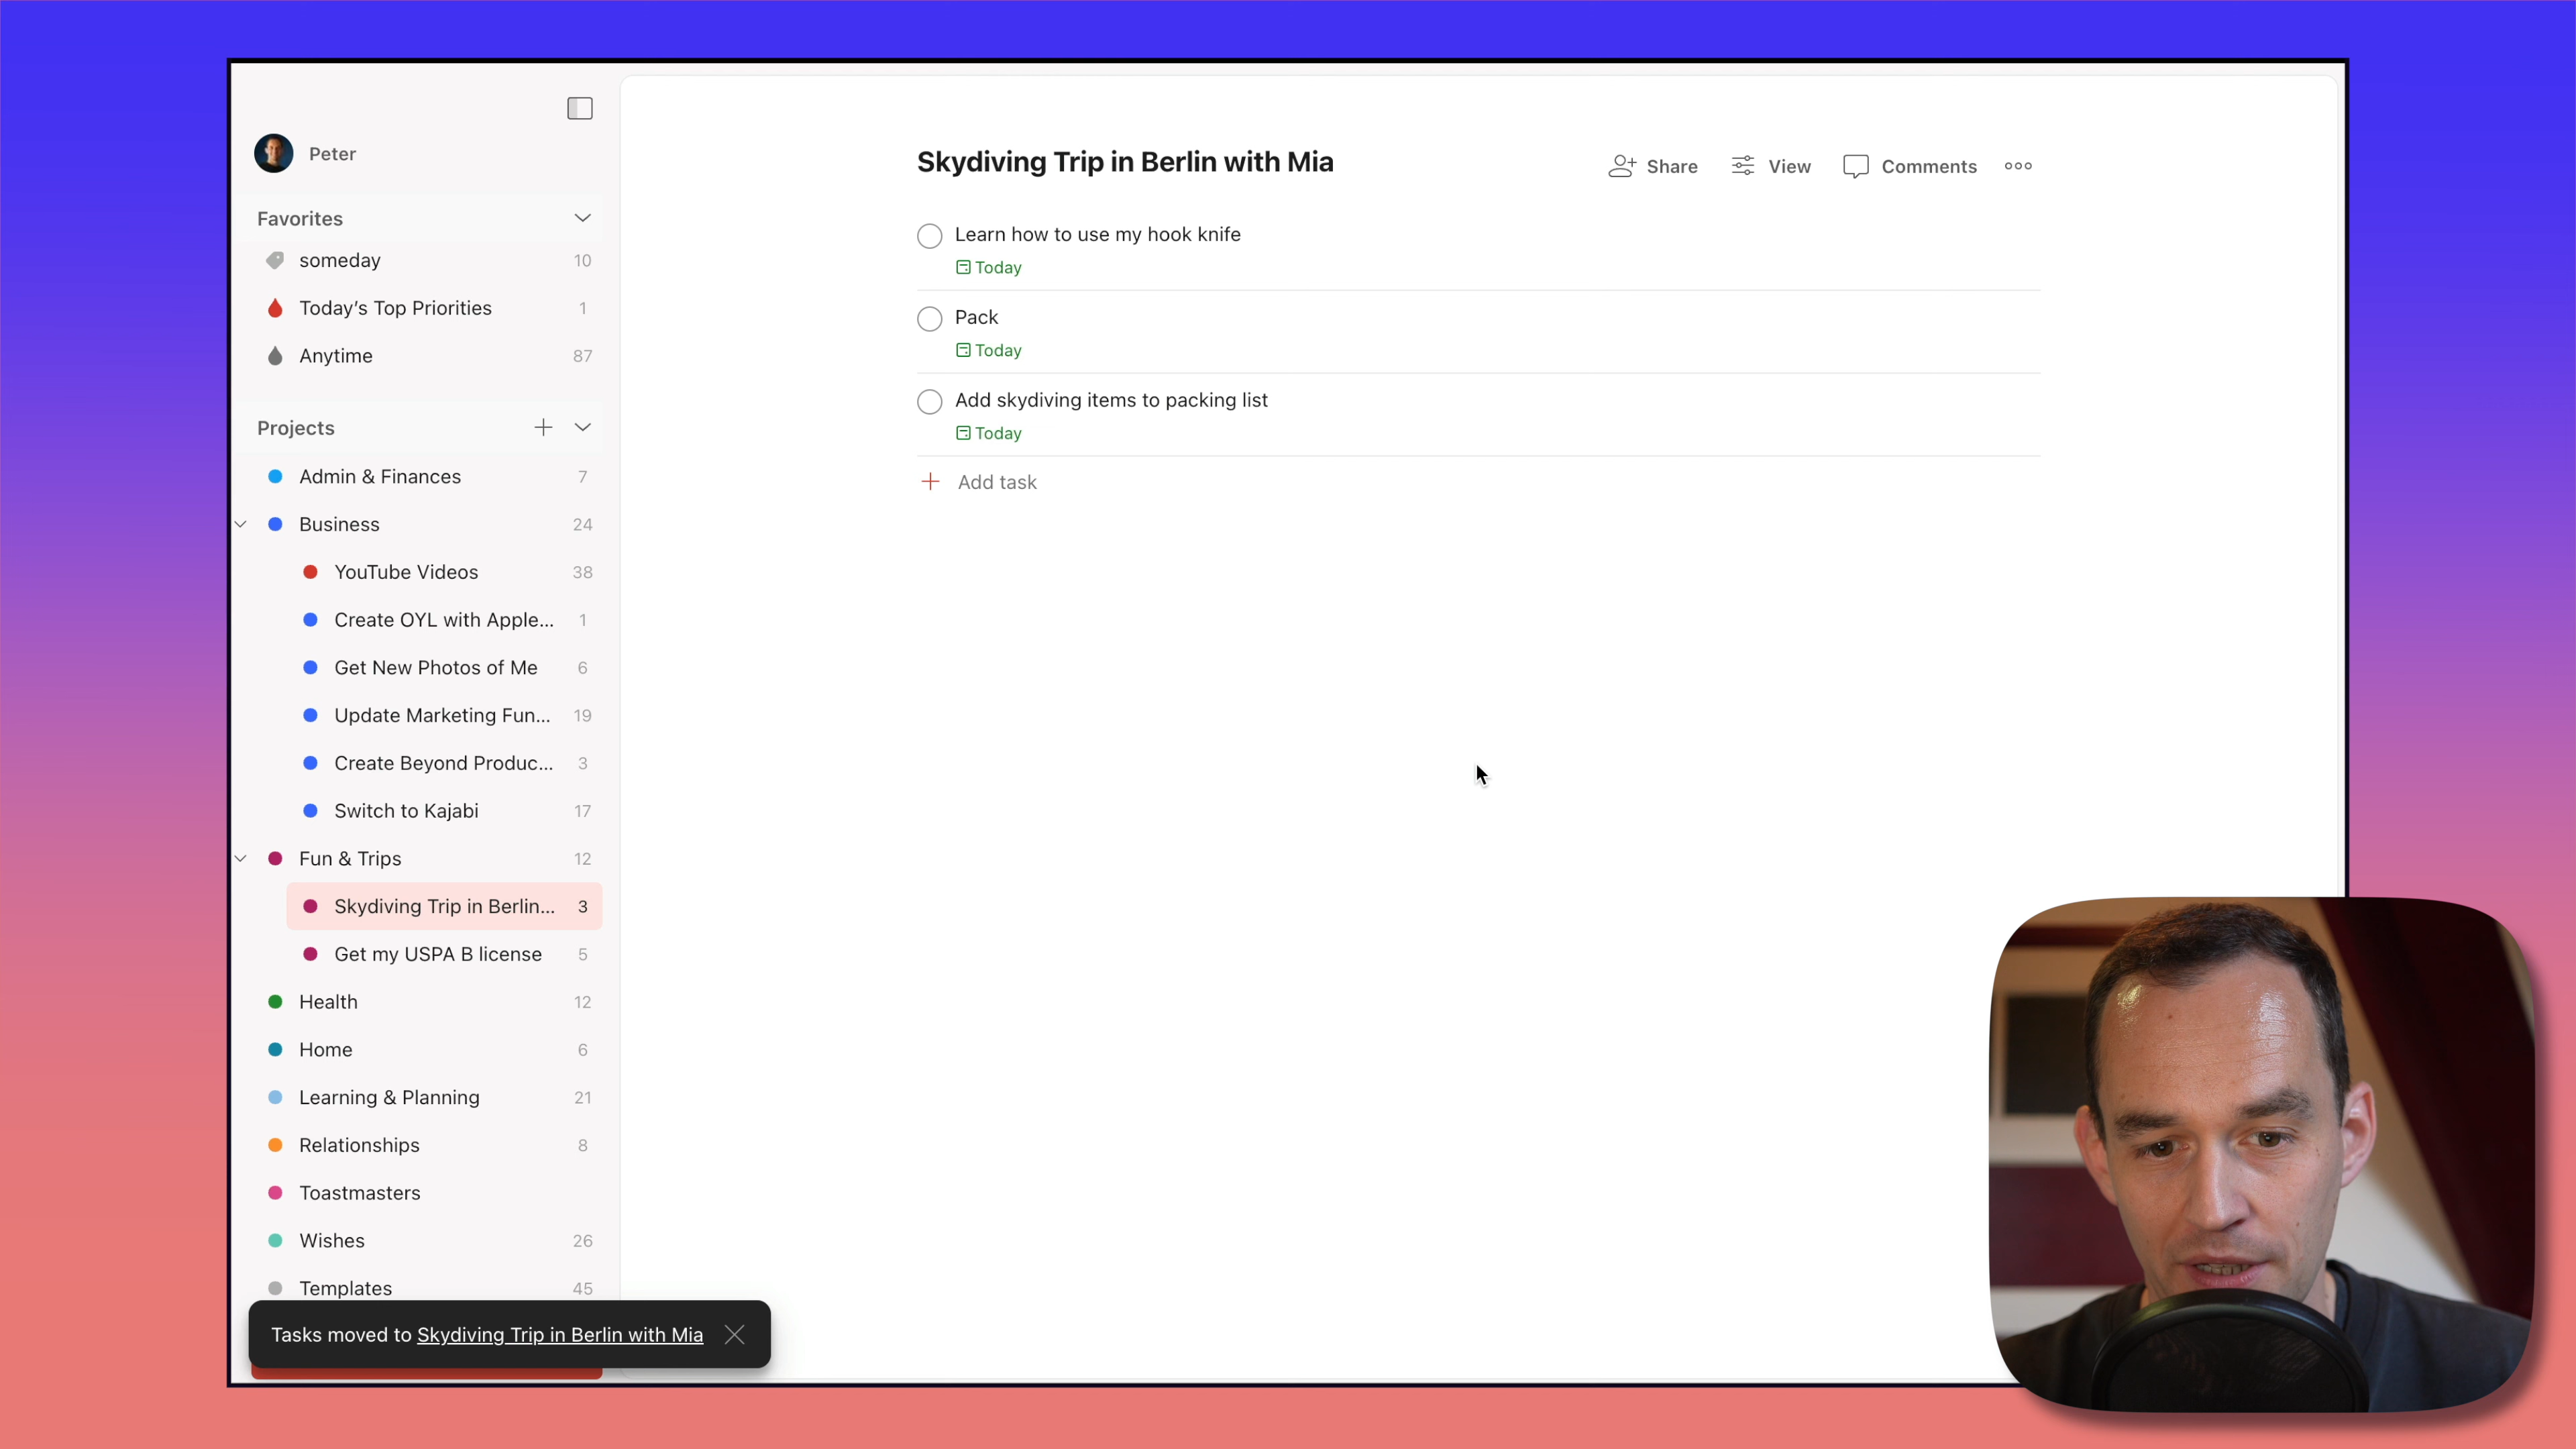 Peter
Favorites
someday 10
Today's Top Priorities 1
Anytime 87
Projects
Admin & Finances 7
Business 24
YouTube Videos 38
Create OYL with Apple... 1
Get New Photos of Me 6
Update Marketing Fun... 19
Create Beyond Produc... 3
Switch to Kajabi 17
Fun & Trips 12
Skydiving Trip in Berlin... 3
Get my USPA B license 5
Health 12
Home 6
Learning & Planning 21
Relationships 8
Toastmasters
Wishes 26
Templates 45
Tasks moved to Skydiving Trip in Berlin with Mia
Skydiving Trip in Berlin with Mia
Share View Comments
Learn how to use my hook knife
Today
Pack
Today
Add skydiving items to packing list
Today
Add task